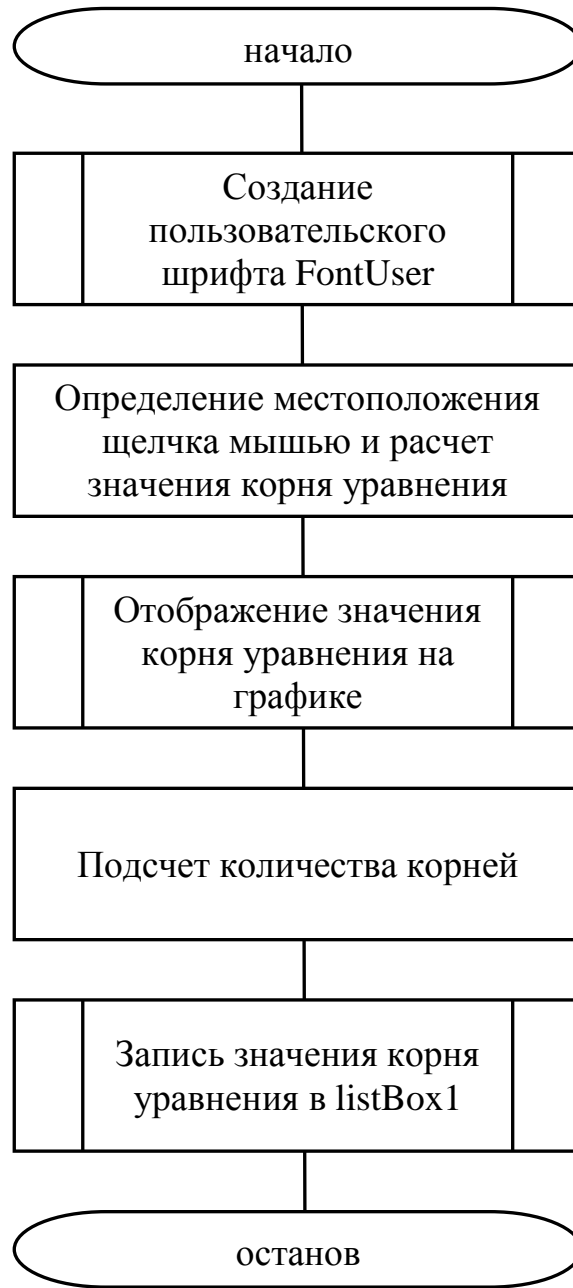 начало
Создание
пользовательского
шрифта FontUser
Определение местоположения
щелчка мышью и расчет
значения корня уравнения
Отображение значения
корня уравнения на
графике
Подсчет количества корней
Запись значения корня
уравнения в listBox1
останов